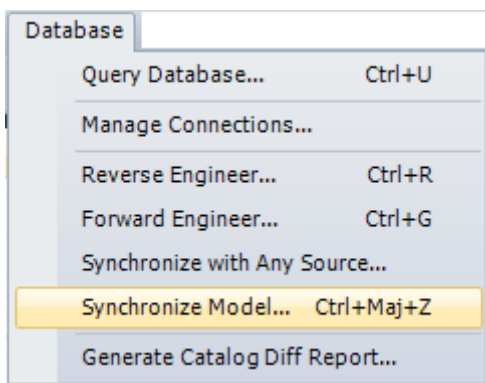 Database
Query Database... Ctrl+U
Manage Connections...
Reverse Engineer... Ctrl+R
Forward Engineer... Ctrl+G
Synchronize with Any Source...
Synchronize Model... Ctrl+Maj+Z
Generate Catalog Diff Report...